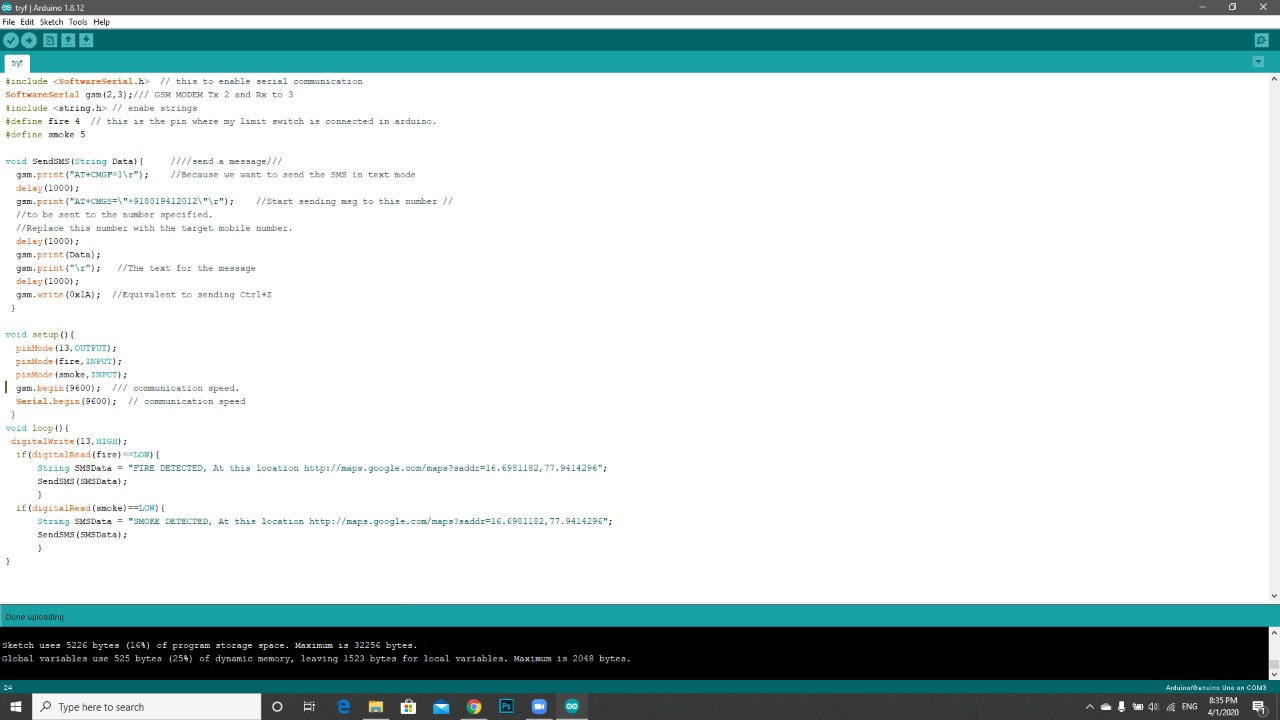 tryf | Arduino 1.8.12
File Edit Sketch Tools Help
tryf
#include <SoftwareSerial.h>  // this to enable serial communication
SoftwareSerial gsm(2,3);/// GSM MODEM Tx 2 and Rx to 3
#include <string.h> // enabe strings
#define fire 4  // this is the pin where my limit switch is connected in arduino.
#define smoke 5
void SendSMS(String Data){     ////send a message///
gsm.print("AT+CMGF=1\r");    //Because we want to send the SMS in text mode
delay(1000);
gsm.print("AT+CMGS=\"+918019412012\"\r");    //Start sending msg to this number //
//to be sent to the number specified.
//Replace this number with the target mobile number.
delay(1000);
gsm.print(Data);
gsm.print("\r");   //The text for the message
delay(1000);
gsm.write(0x1A);  //Equivalent to sending Ctrl+Z
}
void setup(){
pinMode(13,OUTPUT);
pinMode(fire,INPUT);
pinMode(smoke,INPUT);
gsm.begin(9600);  /// communication speed.
Serial.begin(9600);  // communication speed
}
void loop(){
digitalWrite(13,HIGH);
if(digitalRead(fire)==LOW){
String SMSData = "FIRE DETECTED, At this location http://maps.google.com/maps?saddr=16.6981182,77.9414296";
SendSMS(SMSData);
}
if(digitalRead(smoke)==LOW){
String SMSData = "SMOKE DETECTED, At this location http://maps.google.com/maps?saddr=16.6981182,77.9414296";
SendSMS(SMSData);
}
}
Done uploading.
Sketch uses 5226 bytes (16%) of program storage space. Maximum is 32256 bytes.
Global variables use 525 bytes (25%) of dynamic memory, leaving 1523 bytes for local variables. Maximum is 2048 bytes.
24 Arduino/Genuino Uno on COM3
Type here to search
Ps
ENG
8:35 PM
4/1/2020